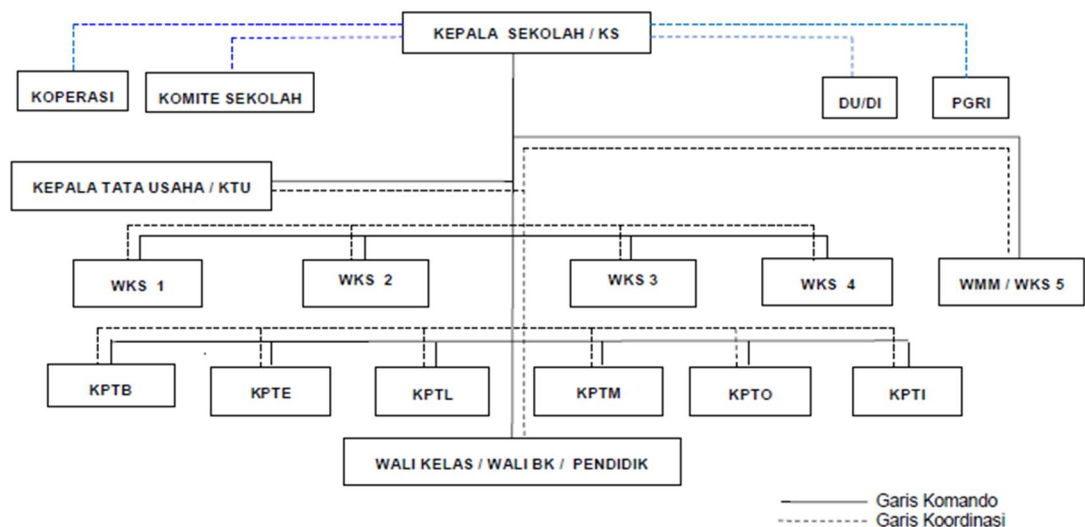 KEPALA SEKOLAH / KS
KOPERASI
KOMITE SEKOLAH
DU/DI
PGRI
KEPALA TATA USAHA / KTU
WKS 1
WKS 2
WKS 3
WKS 4
WMM / WKS 5
KPTB
KPTE
KPTL
KPTM
KPTO
KPTI
WALI KELAS / WALI BK / PENDIDIK
Garis Komando
Garis Koordinasi